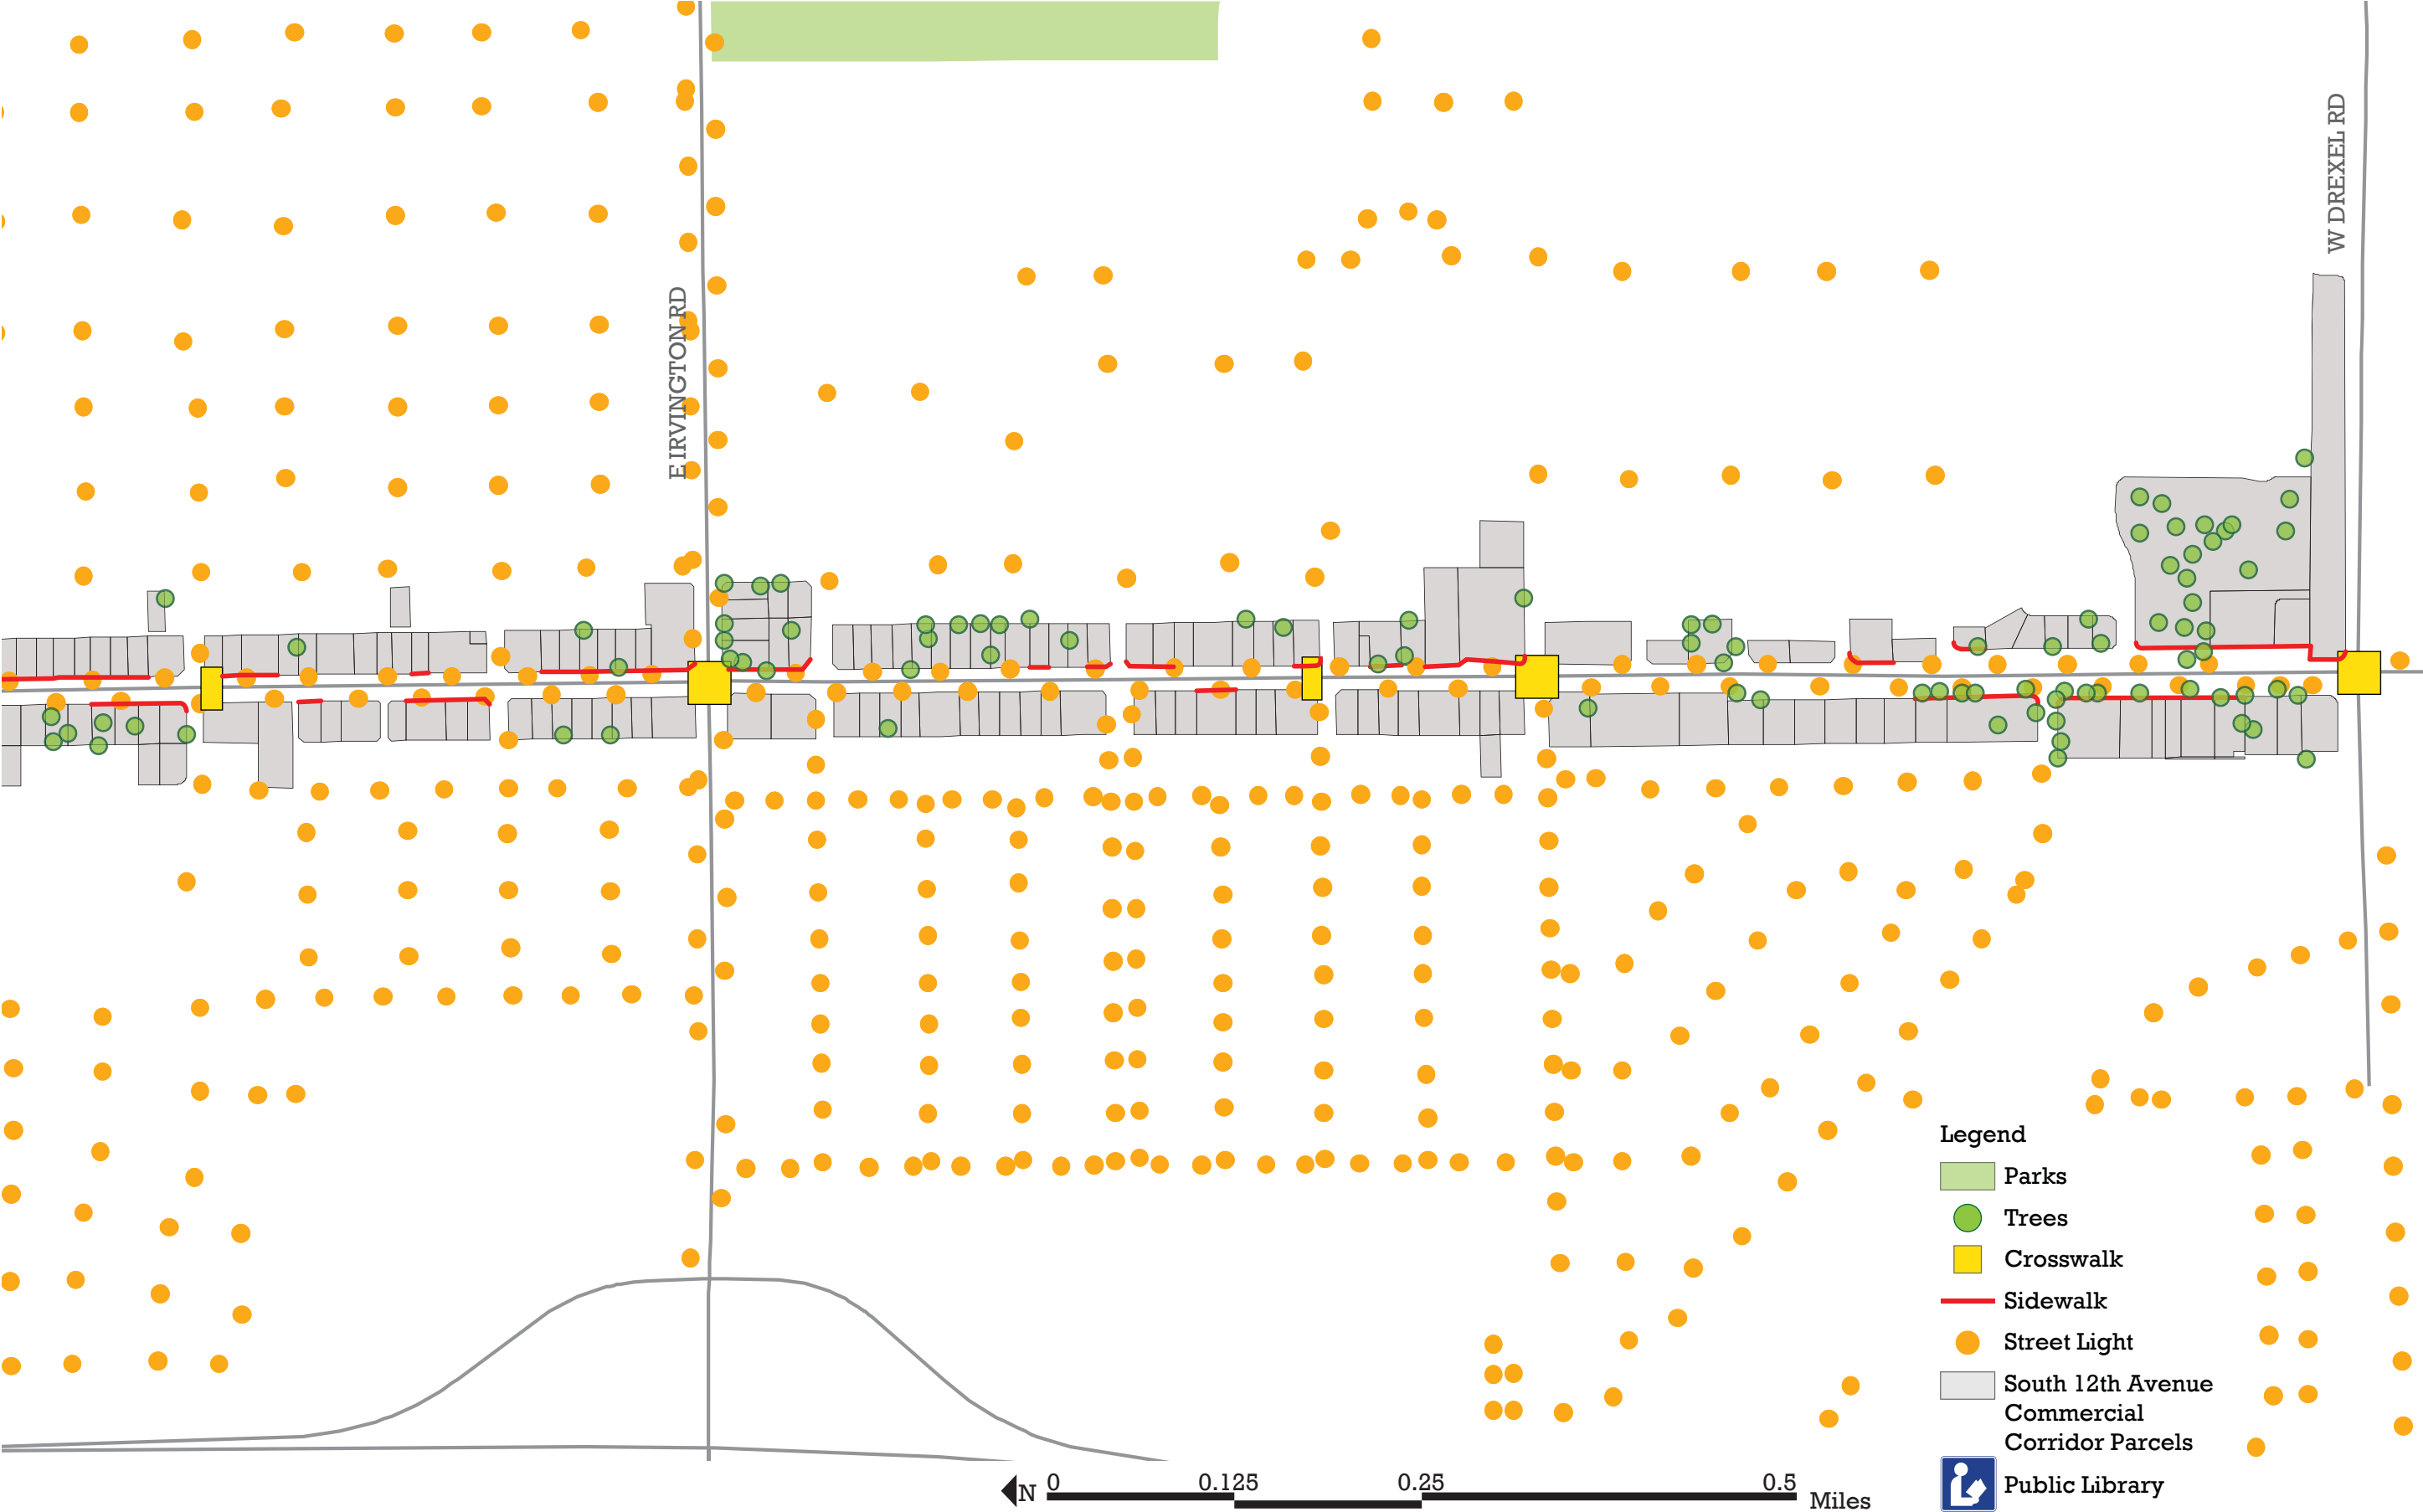 E IRVINGTON RD
W DREXEL RD
Legend
Parks
Trees
Crosswalk
Sidewalk
Street Light
South 12th Avenue
Commercial
Corridor Parcels
Public Library
N 0 0.125 0.25 0.5 Miles